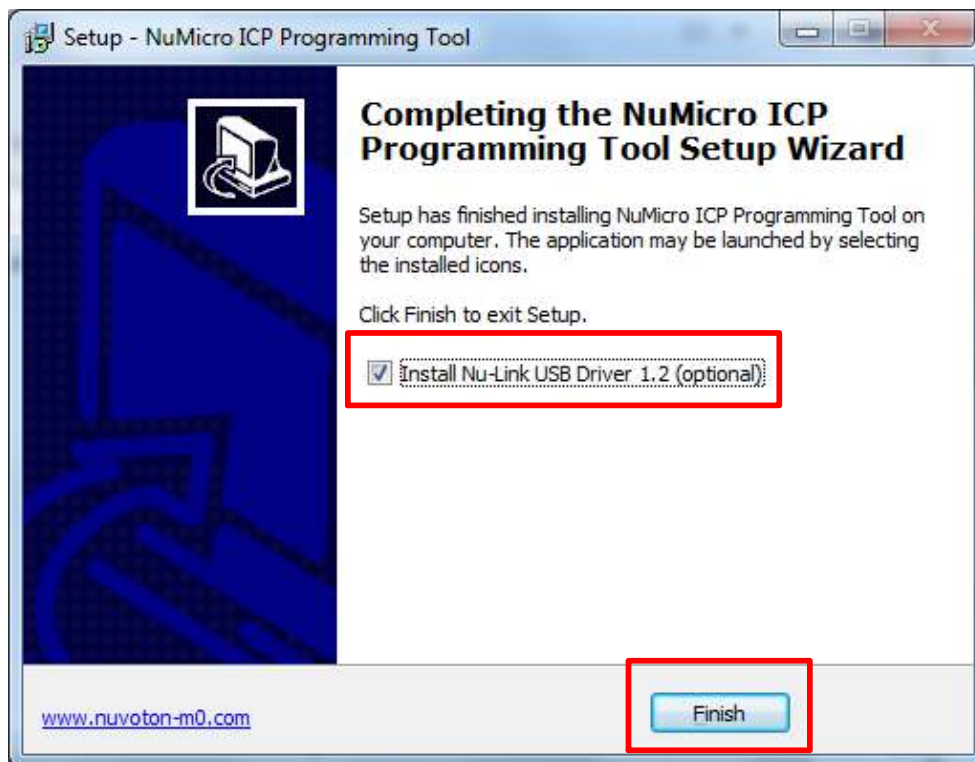 Setup - NuMicro ICP Programming Tool
Completing the NuMicro ICP
Programming Tool Setup Wizard
Setup has finished installing NuMicro ICP Programming Tool on
your computer. The application may be launched by selecting
the installed icons.
Click Finish to exit Setup.
Install Nu-Link USB Driver 1.2 (optional)
www.nuvoton-m0.com
Finish